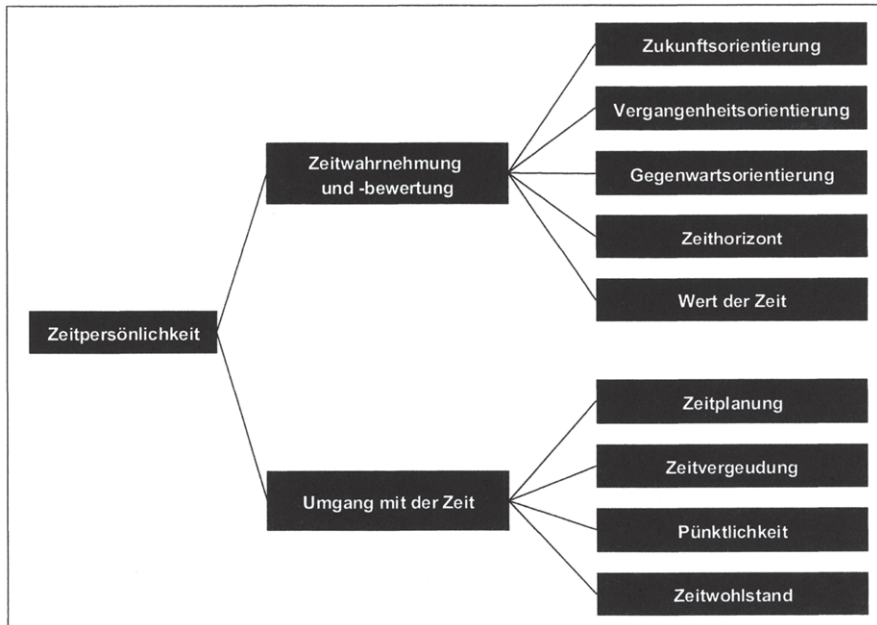 Zeitpersönlichkeit
Zeitwahrnehmung
und -bewertung
Zukunftsorientierung
Vergangenheitsorientierung
Gegenwartsorientierung
Zeithorizont
Wert der Zeit
Umgang mit der Zeit
Zeitplanung
Zeitvergeudung
Pünktlichkeit
Zeitwohlstand